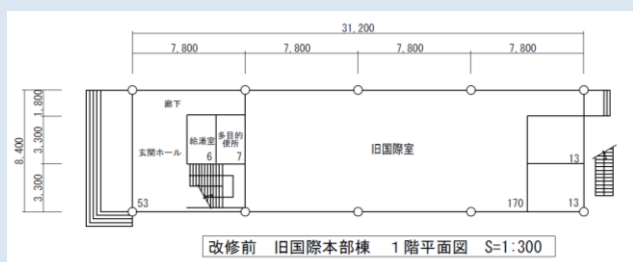 31,200
7,800 7,800 7,800 7,800
8,400
1,800
3,300
3,300
廊下
玄関ホール
給湯室
6
多目的
便所
7
旧国際室
53
170
13
13
改修前 旧国際本部棟 1階平面図 S=1:300